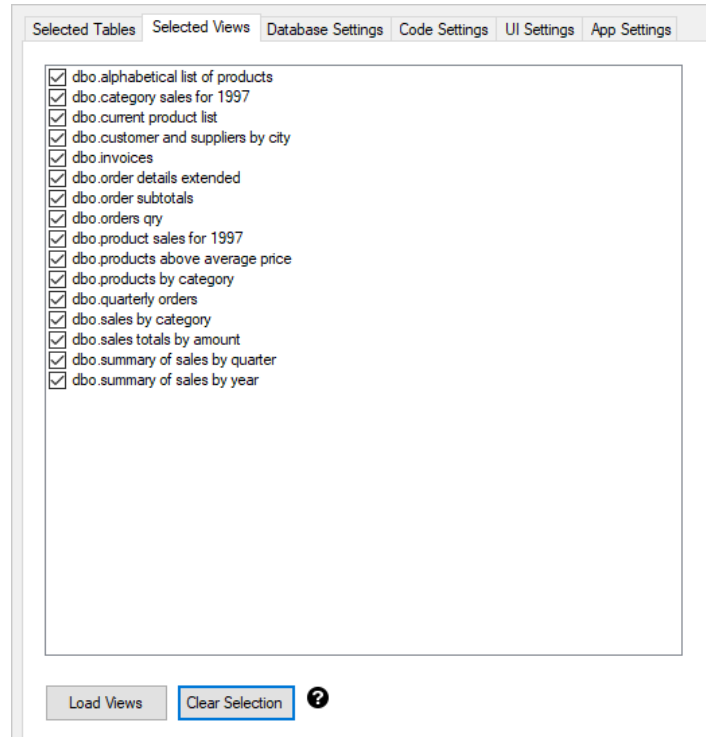 Selected Tables Selected Views Database Settings Code Settings UI Settings App Settings
dbo.alphabetical list of products
dbo.category sales for 1997
dbo.current product list
dbo.customer and suppliers by city
dbo.invoices
dbo.order details extended
dbo.order subtotals
dbo.orders qry
dbo.product sales for 1997
dbo.products above average price
dbo.products by category
dbo.quarterly orders
dbo.sales by category
dbo.sales totals by amount
dbo.summary of sales by quarter
dbo.summary of sales by year
Load Views Clear Selection ?